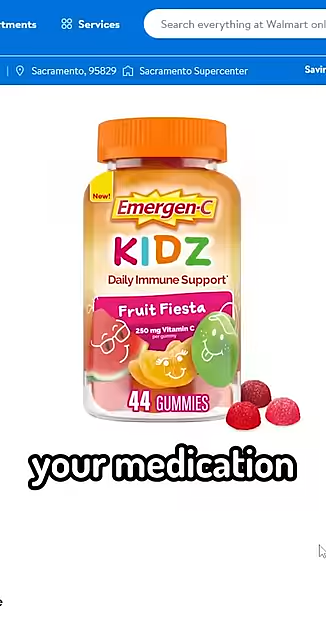 rtments
Services
Search everything at Walmart onl
Sacramento, 95829
Sacramento Supercenter
Savin
New!
Emergen-C
KIDZ
Daily Immune Support*
Fruit Fiesta
250 mg Vitamin C
per gummy
44 GUMMIES
your medication
e